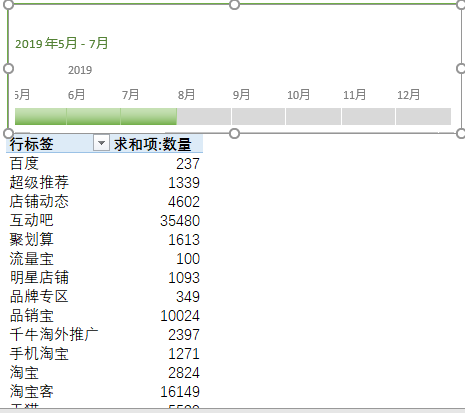 2019 年5月 - 7月
2019
5月 6月 7月 8月 9月 10月 11月 12月
行标签 求和项:数量
百度 237
超级推荐 1339
店铺动态 4602
互动吧 35480
聚划算 1613
流量宝 100
明星店铺 1093
品牌专区 349
品销宝 10024
千牛淘外推广 2397
手机淘宝 1271
淘宝 2824
淘宝客 16149